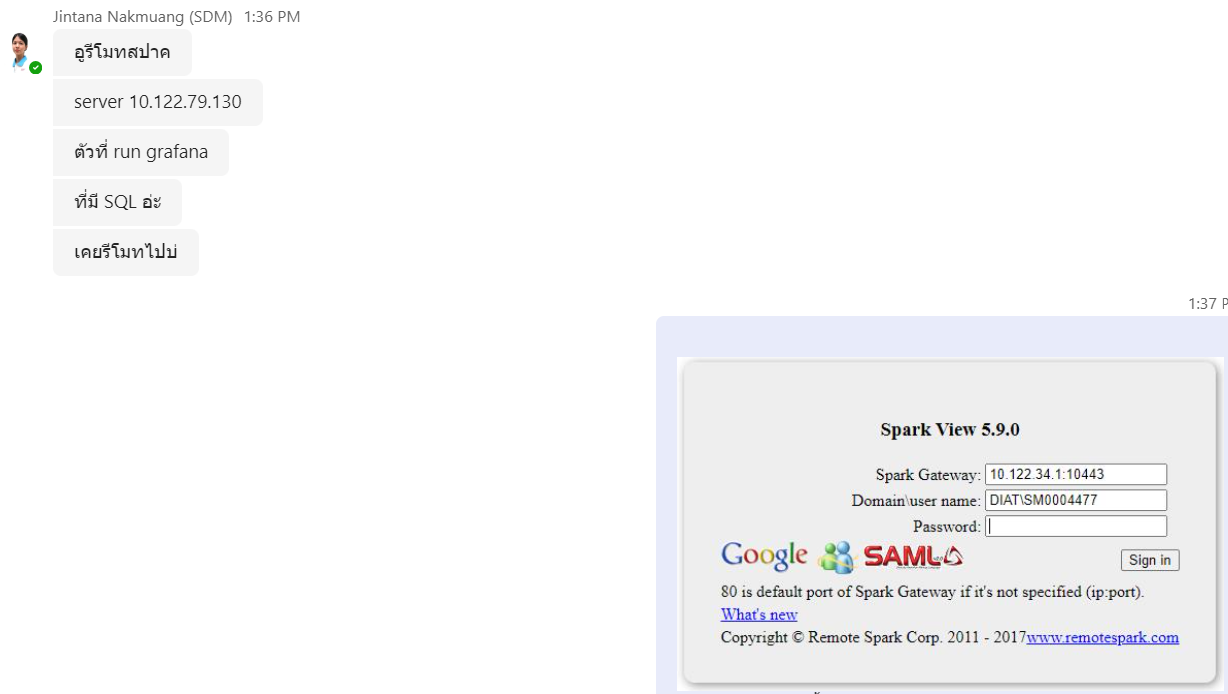 Jintana Nakmuang (SDM) 1:36 PM
อูรีโมทสปาค
server 10.122.79.130
ตัวที่ run grafana
ที่มี SQL อ่ะ
เคยรีโมทไปบ่
1:37 P
Spark View 5.9.0
Spark Gateway: 10.122.34.1:10443
Domain\user name: DIAT\SM0004477
Password:
Google SAML
Sign in
80 is default port of Spark Gateway if it's not specified (ip:port).
What's new
Copyright © Remote Spark Corp. 2011 - 2017www.remotespark.com